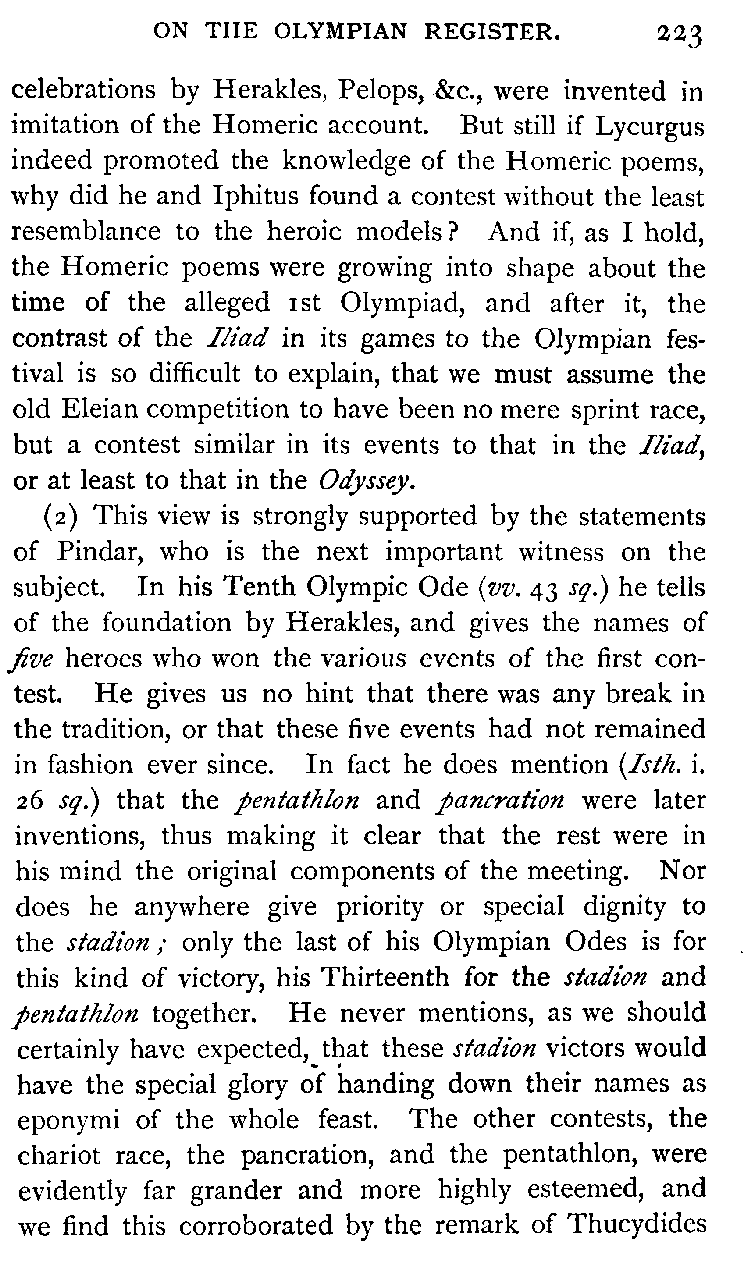 ON THE OLYMPIAN REGISTER. 223
celebrations by Herakles, Pelops, &c., were invented in
imitation of the Homeric account. But still if Lycurgus
indeed promoted the knowledge of the Homeric poems,
why did he and Iphitus found a contest without the least
resemblance to the heroic models? And if, as I hold,
the Homeric poems were growing into shape about the
time of the alleged 1st Olympiad, and after it, the
contrast of the Iliad in its games to the Olympian fes-
tival is so difficult to explain, that we must assume the
old Eleian competition to have been no mere sprint race,
but a contest similar in its events to that in the Iliad,
or at least to that in the Odyssey.
(2) This view is strongly supported by the statements
of Pindar, who is the next important witness on the
subject. In his Tenth Olympic Ode (vv. 43 sq.) he tells
of the foundation by Herakles, and gives the names of
five heroes who won the various events of the first con-
test. He gives us no hint that there was any break in
the tradition, or that these five events had not remained
in fashion ever since. In fact he does mention (Isth. i.
26 sq.) that the pentathlon and pancration were later
inventions, thus making it clear that the rest were in
his mind the original components of the meeting. Nor
does he anywhere give priority or special dignity to
the stadion; only the last of his Olympian Odes is for
this kind of victory, his Thirteenth for the stadion and
pentathlon together. He never mentions, as we should
certainly have expected, that these stadion victors would
have the special glory of handing down their names as
eponymi of the whole feast. The other contests, the
chariot race, the pancration, and the pentathlon, were
evidently far grander and more highly esteemed, and
we find this corroborated by the remark of Thucydides